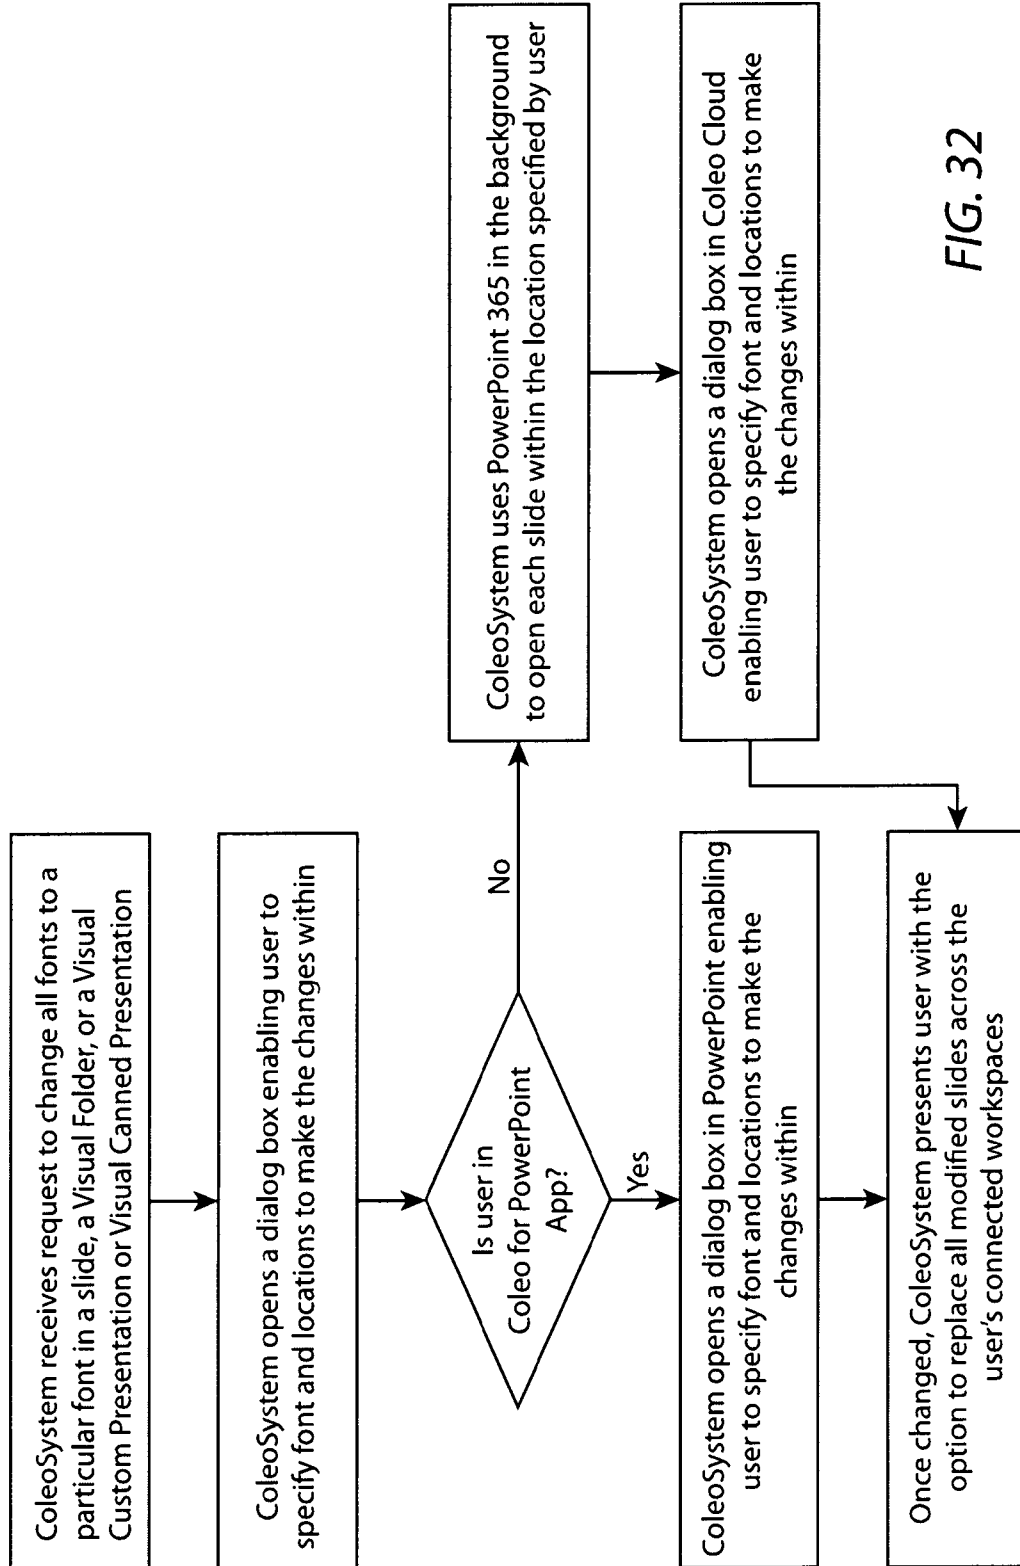 ColeoSystem receives request to change all fonts to a
particular font in a slide, a Visual Folder, or a Visual
Custom Presentation or Visual Canned Presentation
ColeoSystem opens a dialog box enabling user to
specify font and locations to make the changes within
Is user in
Coleo for PowerPoint
App?
No
ColeoSystem uses PowerPoint 365 in the background
to open each slide within the location specified by user
ColeoSystem opens a dialog box in Coleo Cloud
enabling user to specify font and locations to make
the changes within
Yes
ColeoSystem opens a dialog box in PowerPoint enabling
user to specify font and locations to make the
changes within
Once changed, ColeoSystem presents user with the
option to replace all modified slides across the
user's connected workspaces
FIG. 32